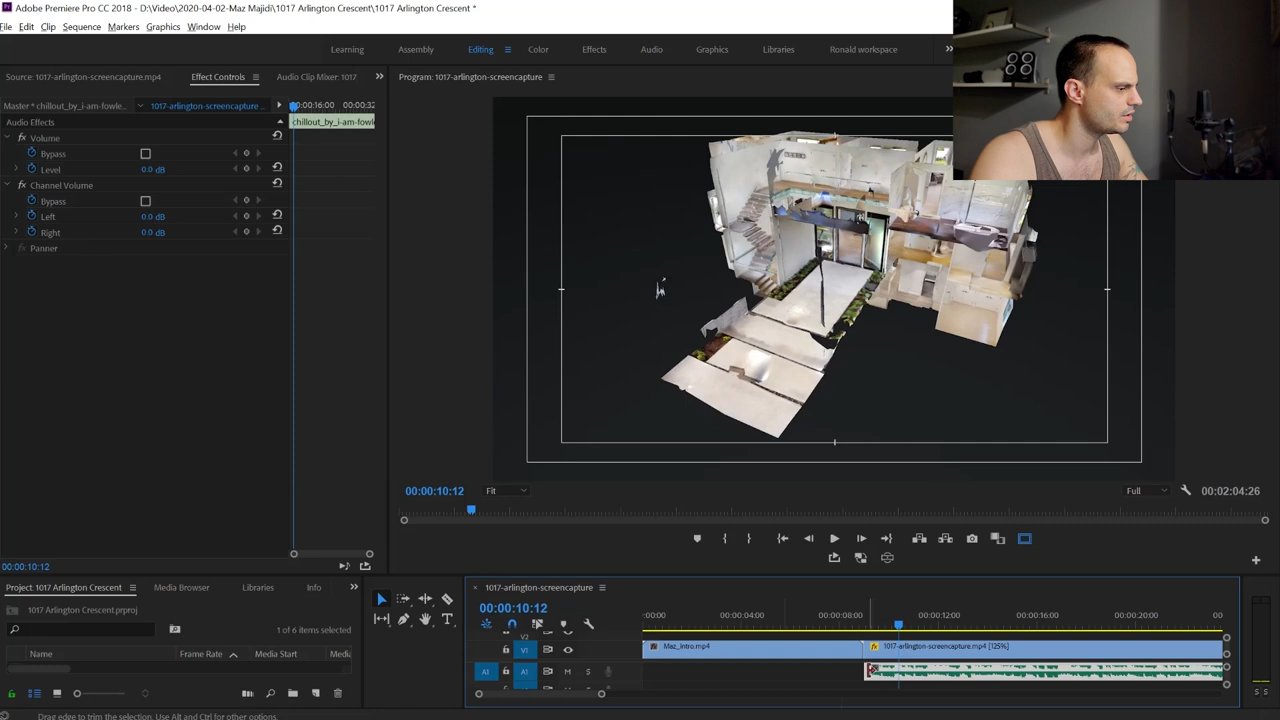 Adobe Premiere Pro CC 2018 - D:\Video\2020-04-02-Maz Majidi\1017 Arlington Crescent\1017 Arlington Crescent *
File Edit Clip Sequence Markers Graphics Window Help
Learning Assembly Editing Color Effects Audio Graphics Libraries Ronald workspace
Source: 1017-arlington-screencapture.mp4 Effect Controls Audio Clip Mixer: 1017 Program: 1017-arlington-screencapture
Master * chillout_by_i-am-fowle... 1017-arlington-screencapture... 0:00:16:00 00:00:32
Audio Effects chillout_by_i-am-fowle
fx Volume
Bypass
Level 0.0 dB
fx Channel Volume
Bypass
Left 0.0 dB
Right 0.0 dB
fx Panner
00:00:10:12 Fit Full 00:02:04:26
00:00:10:12
Project: 1017 Arlington Crescent Media Browser Libraries Info
1017 Arlington Crescent.prproj
1 of 6 items selected
Name Frame Rate Media Start Media
1017-arlington-screencapture
00:00:10:12
:00:00 00:00:04:00 00:00:08:00 00:00:12:00 00:00:16:00 00:00:20:00 00
V2
V1 fx Maz_Intro.mp4 fx 1017-arlington-screencapture.mp4 [125%]
A1 A1 M S
S S
Drag edge to trim the selection. Use Alt and Ctrl for other options.